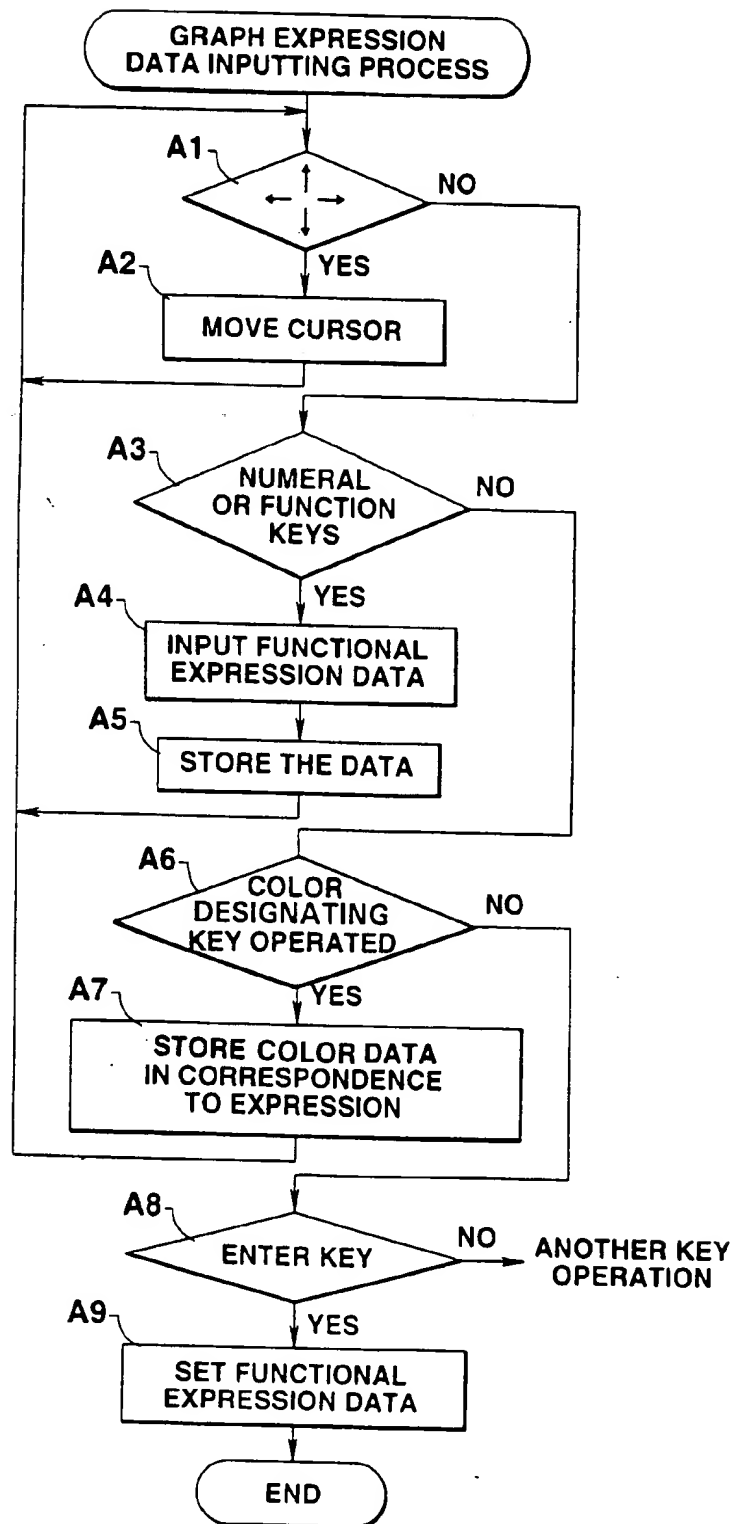 GRAPH EXPRESSION
DATA INPUTTING PROCESS
A1
NO
YES
A2
MOVE CURSOR
A3
NUMERAL
OR FUNCTION
KEYS
NO
YES
A4
INPUT FUNCTIONAL
EXPRESSION DATA
A5
STORE THE DATA
A6
COLOR
DESIGNATING
KEY OPERATED
NO
YES
A7
STORE COLOR DATA
IN CORRESPONDENCE
TO EXPRESSION
A8
ENTER KEY
NO
ANOTHER KEY
OPERATION
YES
A9
SET FUNCTIONAL
EXPRESSION DATA
END